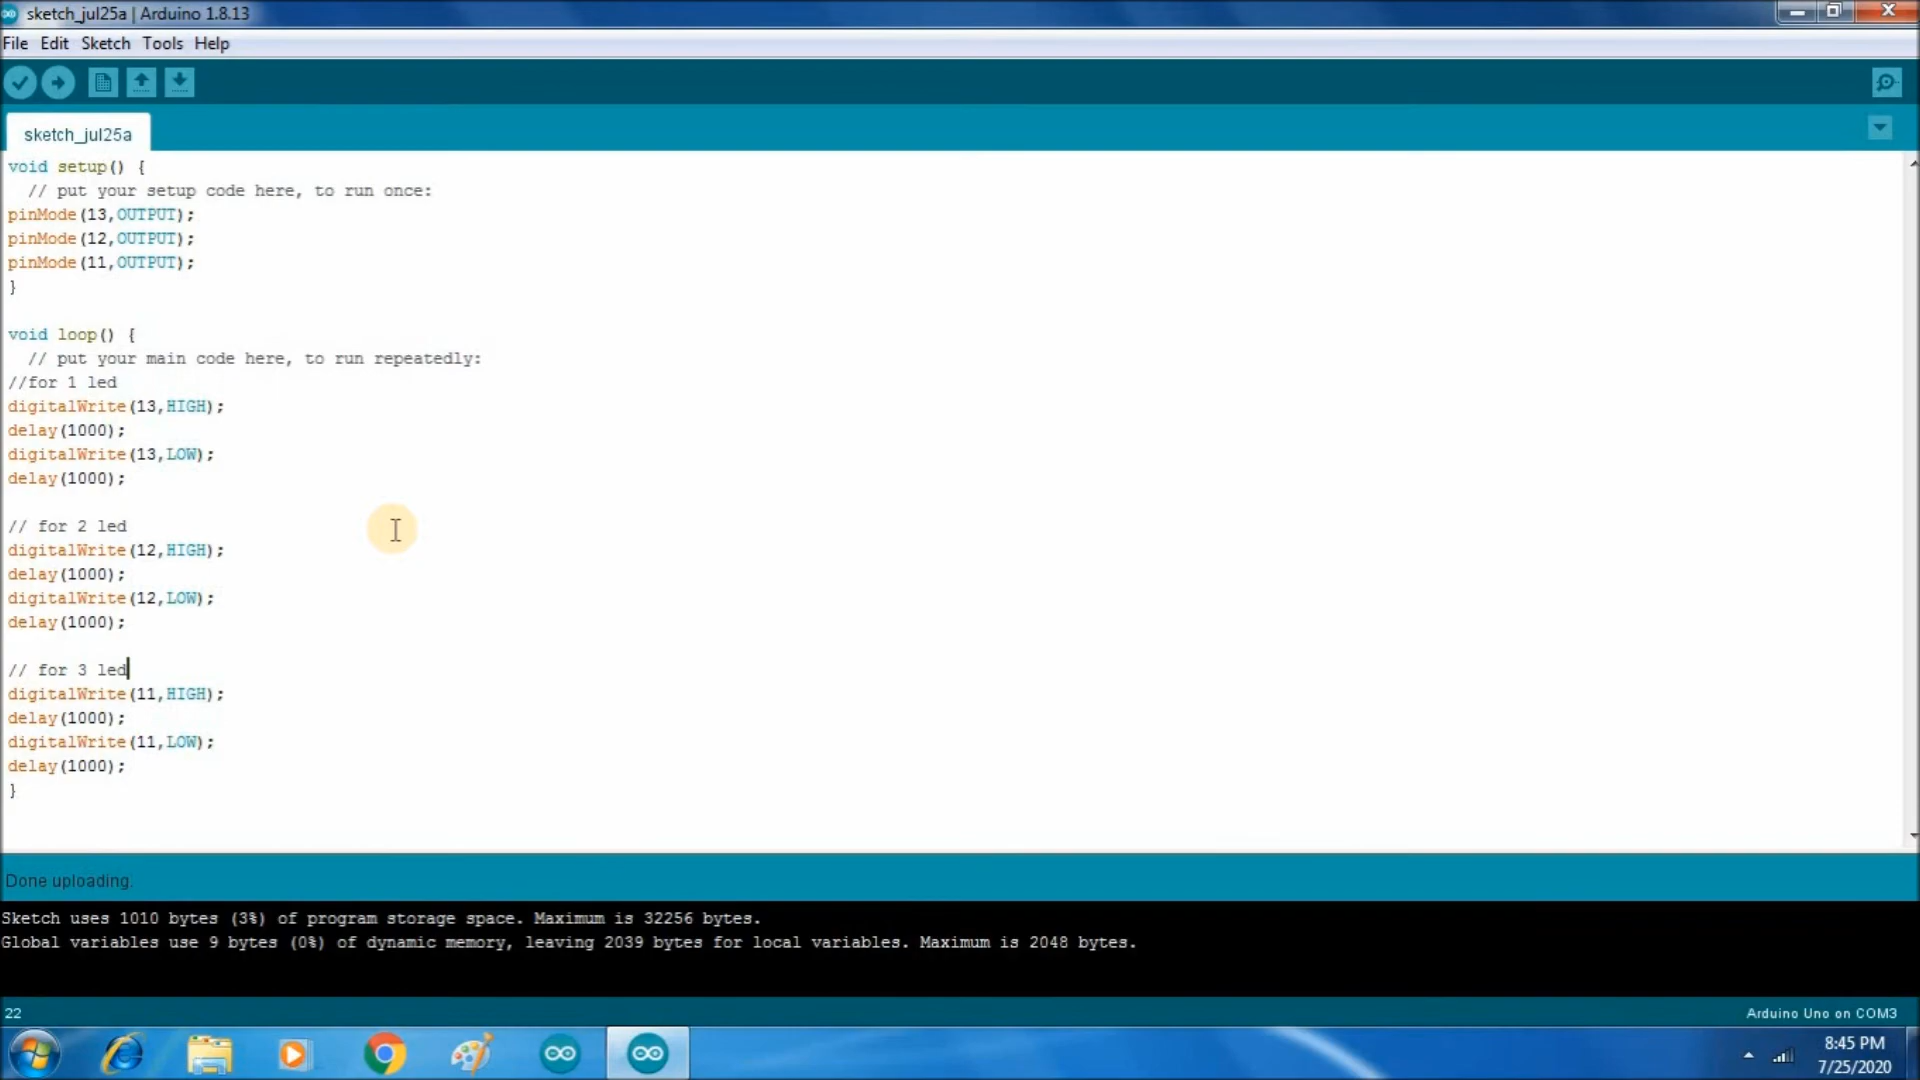 sketch_jul25a | Arduino 1.8.13
File Edit Sketch Tools Help
sketch_jul25a
void setup() {
  // put your setup code here, to run once:
pinMode(13,OUTPUT);
pinMode(12,OUTPUT);
pinMode(11,OUTPUT);
}
void loop() {
  // put your main code here, to run repeatedly:
//for 1 led
digitalWrite(13,HIGH);
delay(1000);
digitalWrite(13,LOW);
delay(1000);
// for 2 led
digitalWrite(12,HIGH);
delay(1000);
digitalWrite(12,LOW);
delay(1000);
// for 3 led
digitalWrite(11,HIGH);
delay(1000);
digitalWrite(11,LOW);
delay(1000);
}
Done uploading.
Sketch uses 1010 bytes (3%) of program storage space. Maximum is 32256 bytes.
Global variables use 9 bytes (0%) of dynamic memory, leaving 2039 bytes for local variables. Maximum is 2048 bytes.
22 Arduino Uno on COM3
8:45 PM
7/25/2020